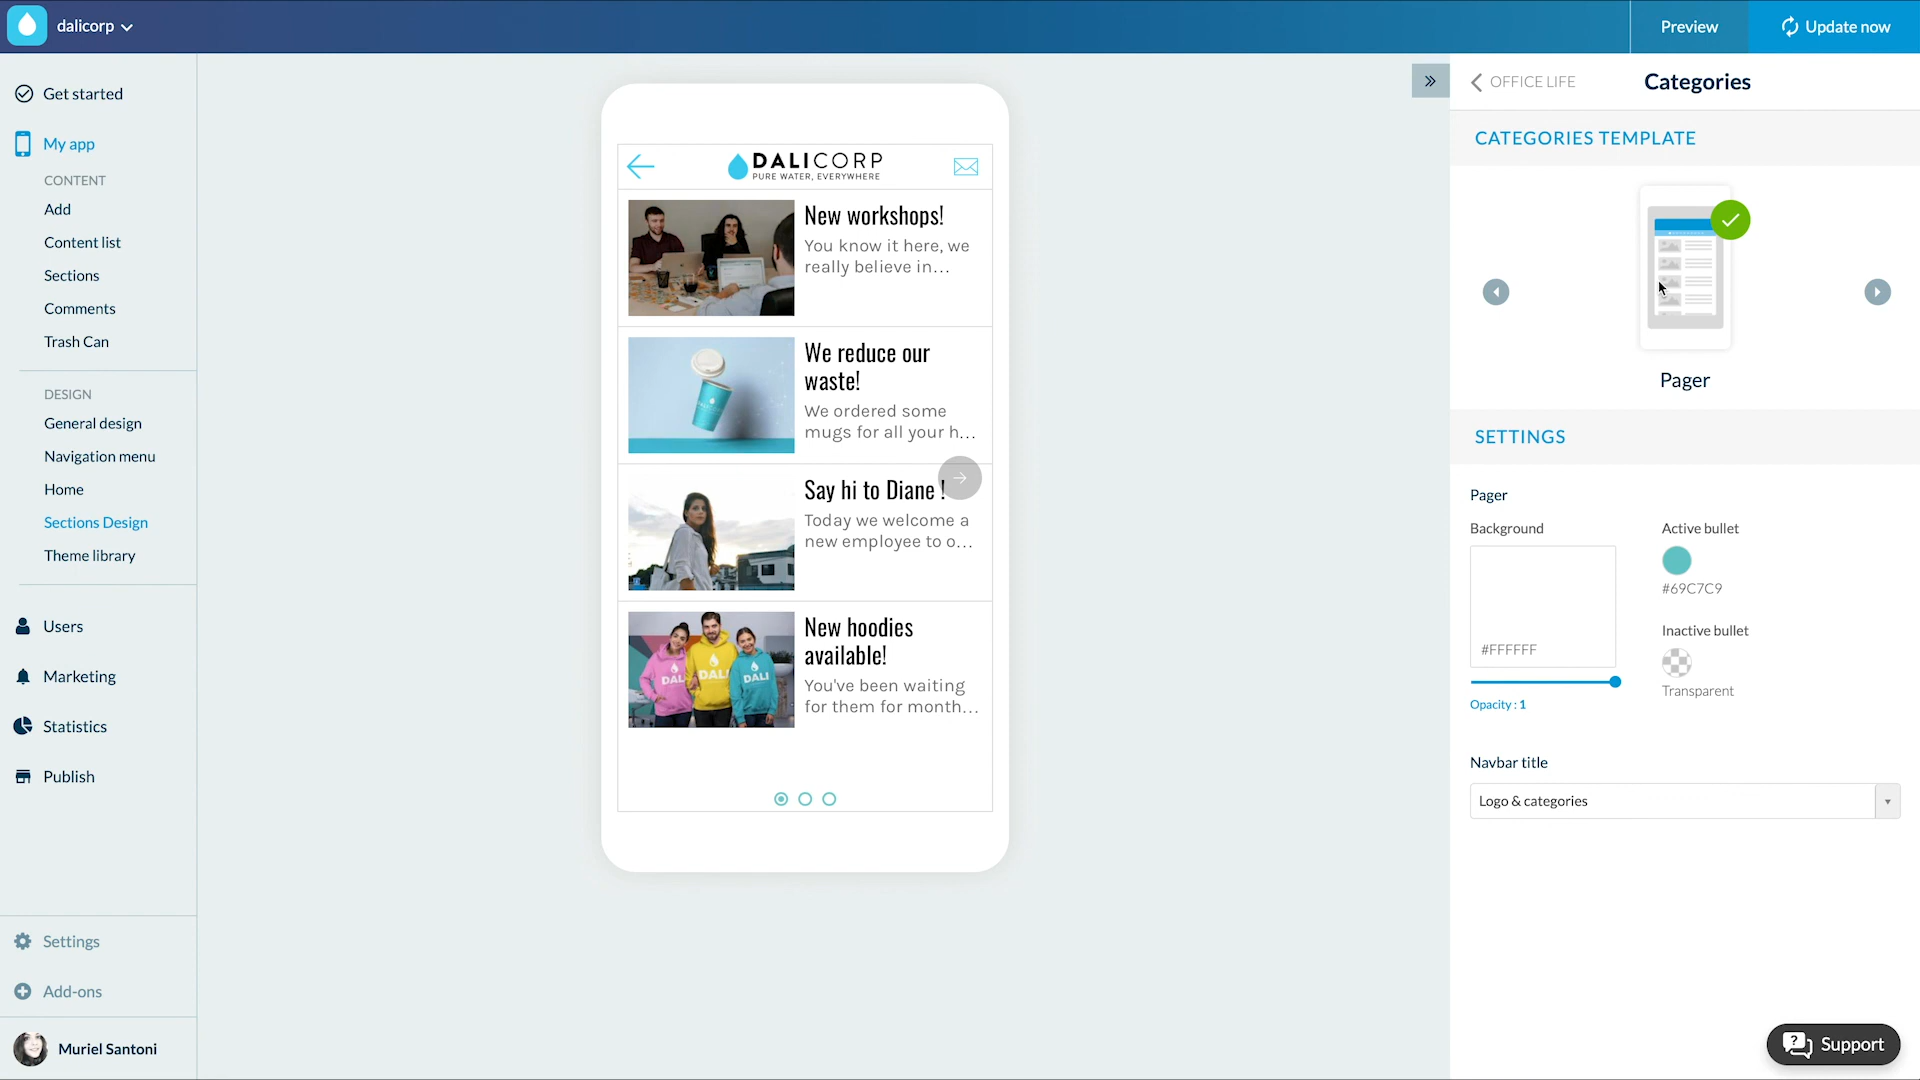 dalicorp
Preview
Update now
Get started
My app
CONTENT
Add
Content list
Sections
Comments
Trash Can
DESIGN
General design
Navigation menu
Home
Sections Design
Theme library
Users
Marketing
Statistics
Publish
Settings
Add-ons
Muriel Santoni
DALICORP
PURE WATER, EVERYWHERE
New workshops!
You know it here, we
really believe in...
We reduce our
waste!
We ordered some
mugs for all your h...
Say hi to Diane !
Today we welcome a
new employee to o...
DALI
DALI
DALI
New hoodies
available!
You've been waiting
for them for month...
OFFICE LIFE
Categories
CATEGORIES TEMPLATE
Pager
SETTINGS
Pager
Background
#FFFFFF
Opacity : 1
Active bullet
#69C7C9
Inactive bullet
Transparent
Navbar title
Logo & categories
Support